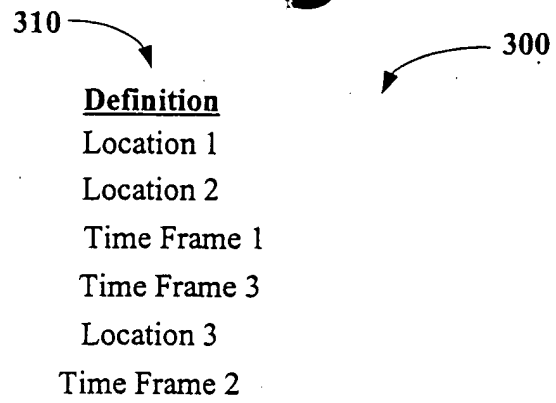 310
300
Definition
Location 1
Location 2
Time Frame 1
Time Frame 3
Location 3
Time Frame 2